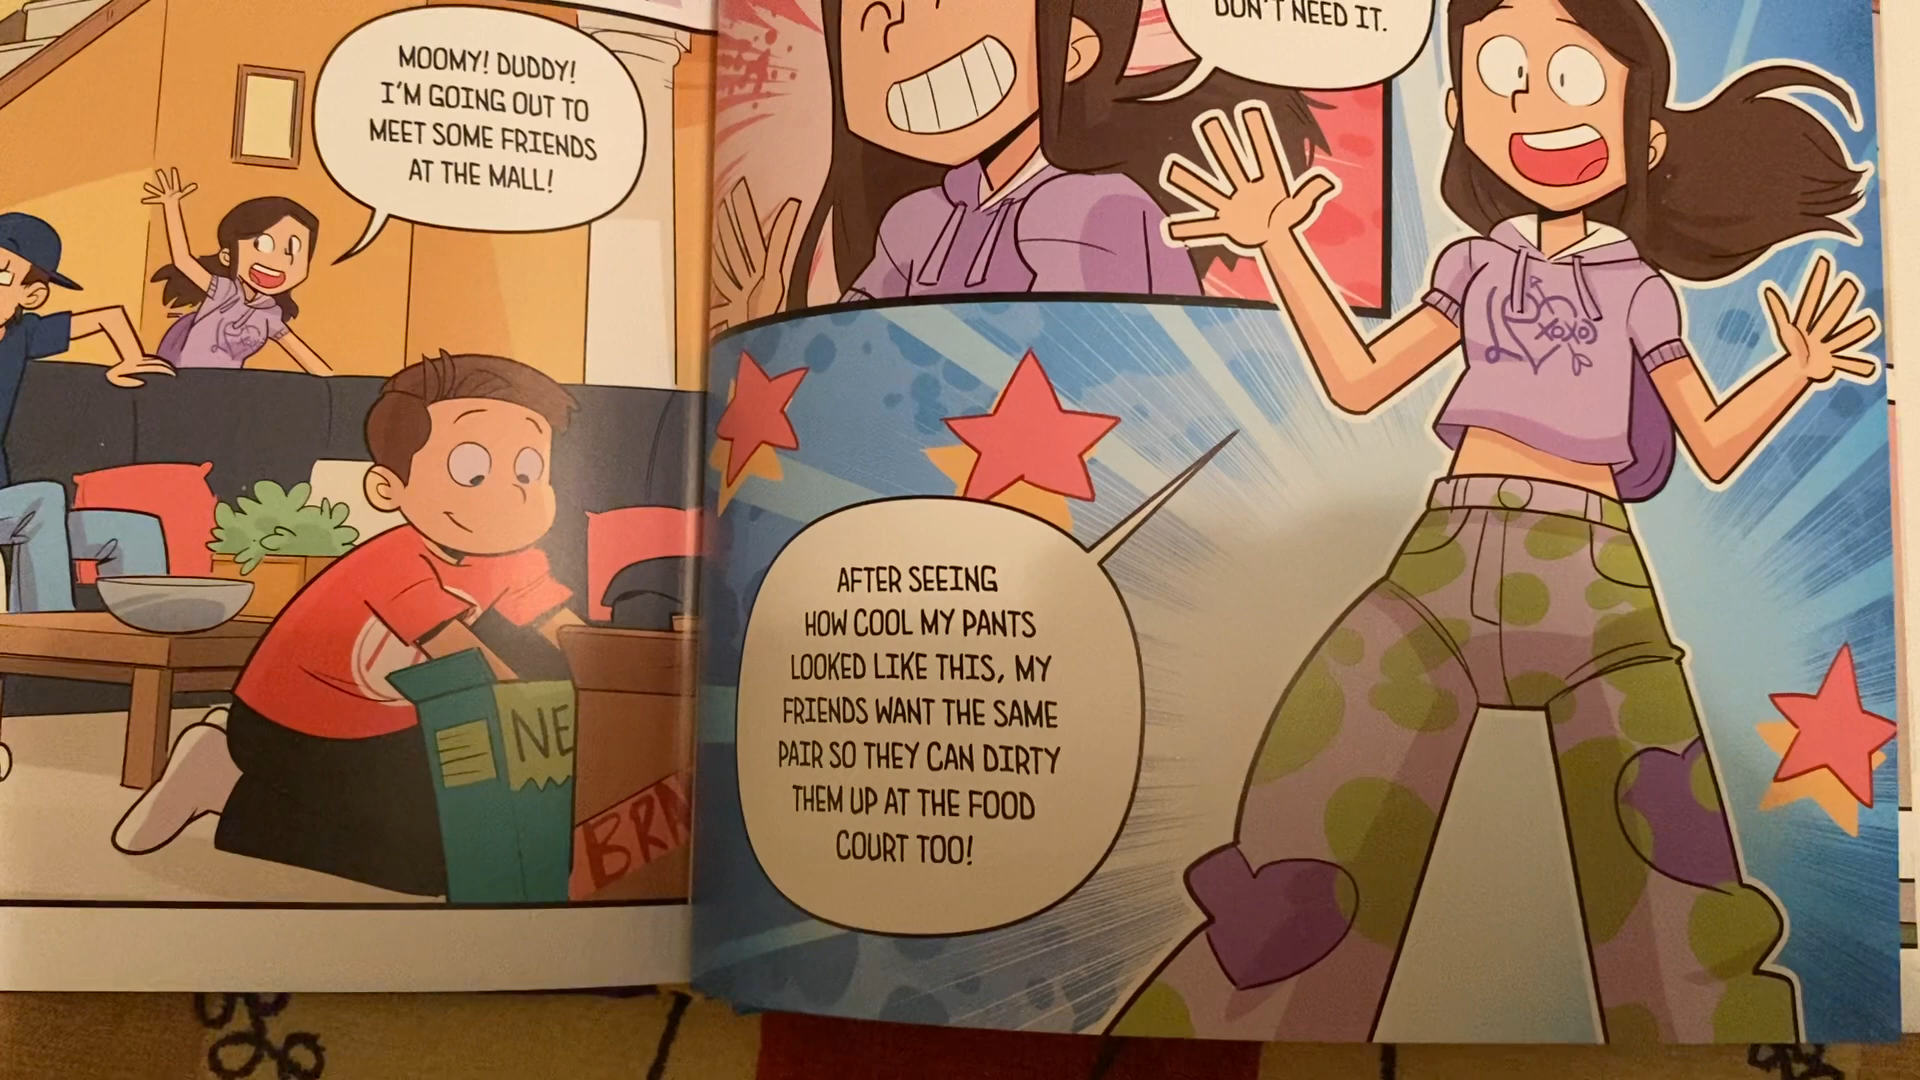 MOOMY! DUDDY!
I'M GOING OUT TO
MEET SOME FRIENDS
AT THE MALL!
NE
BRA
DON'T NEED IT.
XOXO
AFTER SEEING
HOW COOL MY PANTS
LOOKED LIKE THIS, MY
FRIENDS WANT THE SAME
PAIR SO THEY CAN DIRTY
THEM UP AT THE FOOD
COURT TOO!